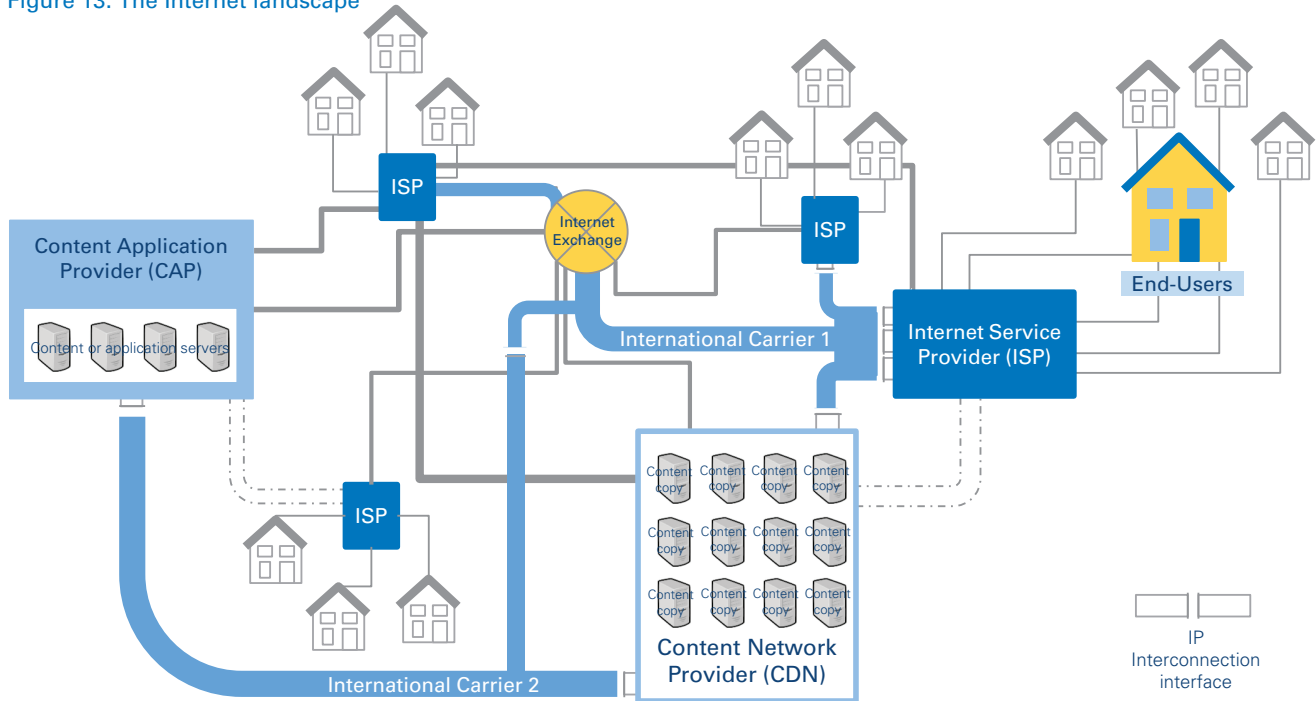 Figure 13. The Internet landscape
ISP
Internet
Exchange
ISP
Content Application
Provider (CAP)
Content or application servers
End-Users
International Carrier 1
Internet Service
Provider (ISP)
ISP
Content
copy
Content
copy
Content
copy
Content
copy
Content
copy
Content
copy
Content
copy
Content
copy
Content
copy
Content
copy
Content
copy
Content
copy
Content Network
Provider (CDN)
International Carrier 2
IP
Interconnection
interface